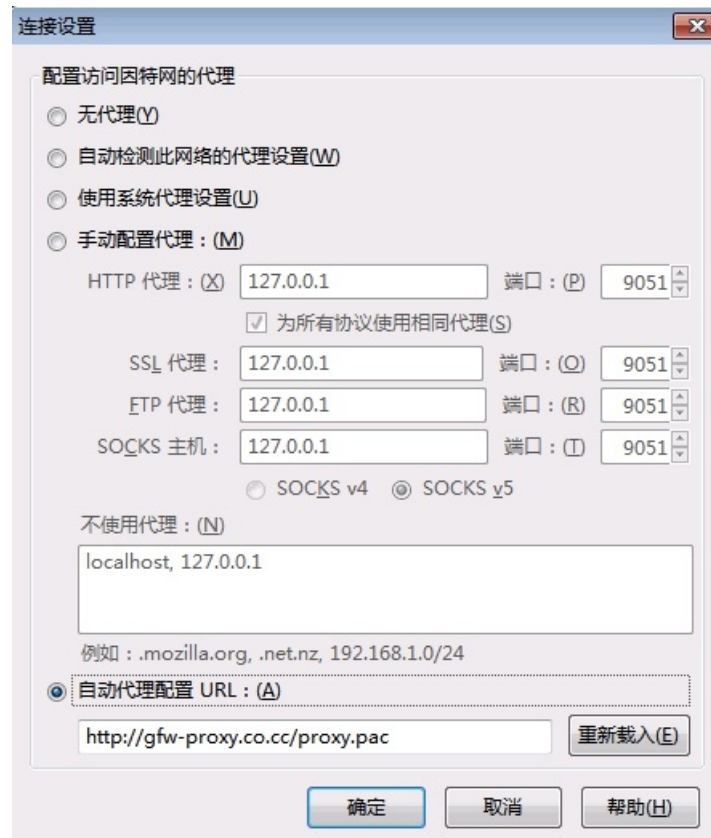 连接设置
配置访问因特网的代理
无代理(Y)
自动检测此网络的代理设置(W)
使用系统代理设置(U)
手动配置代理：(M)
HTTP 代理：(X) 127.0.0.1 端口：(P) 9051
为所有协议使用相同代理(S)
SSL 代理： 127.0.0.1 端口：(O) 9051
FTP 代理： 127.0.0.1 端口：(R) 9051
SOCKS 主机： 127.0.0.1 端口：(T) 9051
SOCKS v4 SOCKS v5
不使用代理：(N)
localhost, 127.0.0.1
例如：.mozilla.org, .net.nz, 192.168.1.0/24
自动代理配置 URL：(A)
http://gfw-proxy.co.cc/proxy.pac 重新载入(E)
确定 取消 帮助(H)